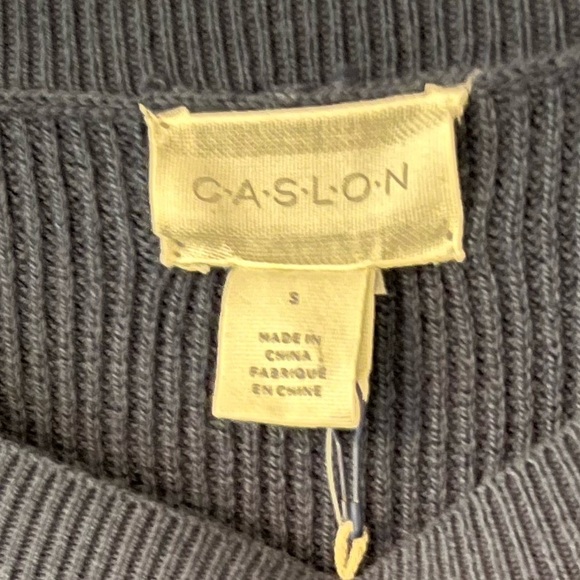 C·A·S·L·O·N
S
MADE IN
CHINA
FABRIQUÉ
EN CHINE